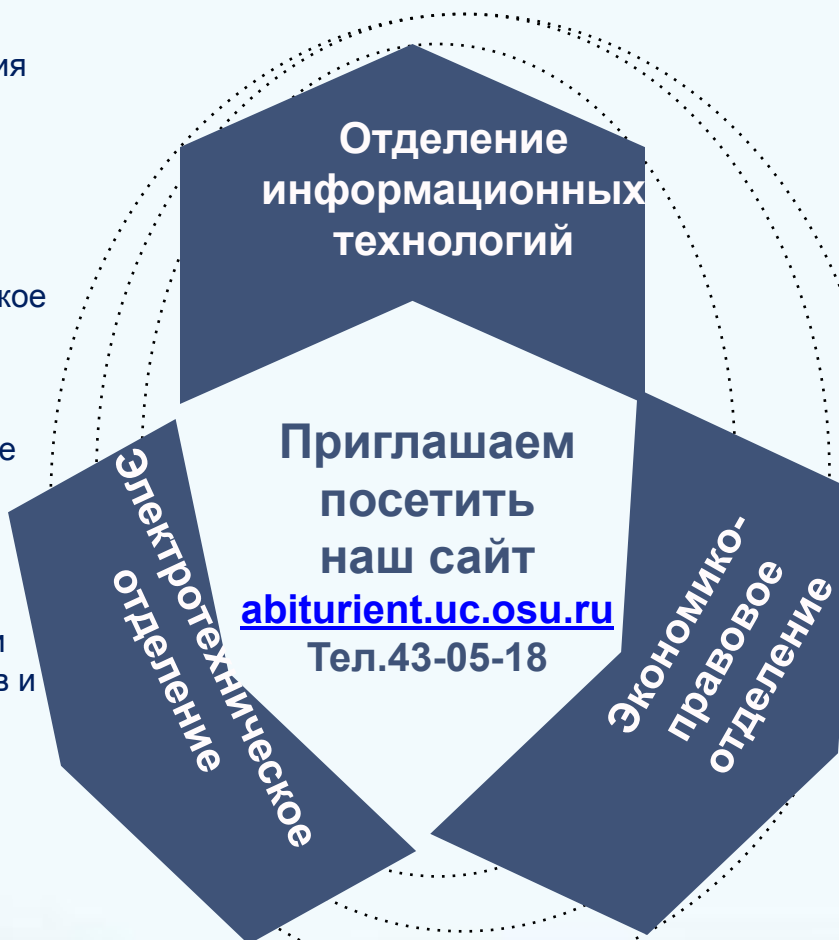 Отделение
информационных
технологий
Приглашаем
посетить
наш сайт
abiturient.uc.osu.ru
Тел.43-05-18
Электротехническое
отделение
Экономико-
правовое
отделение